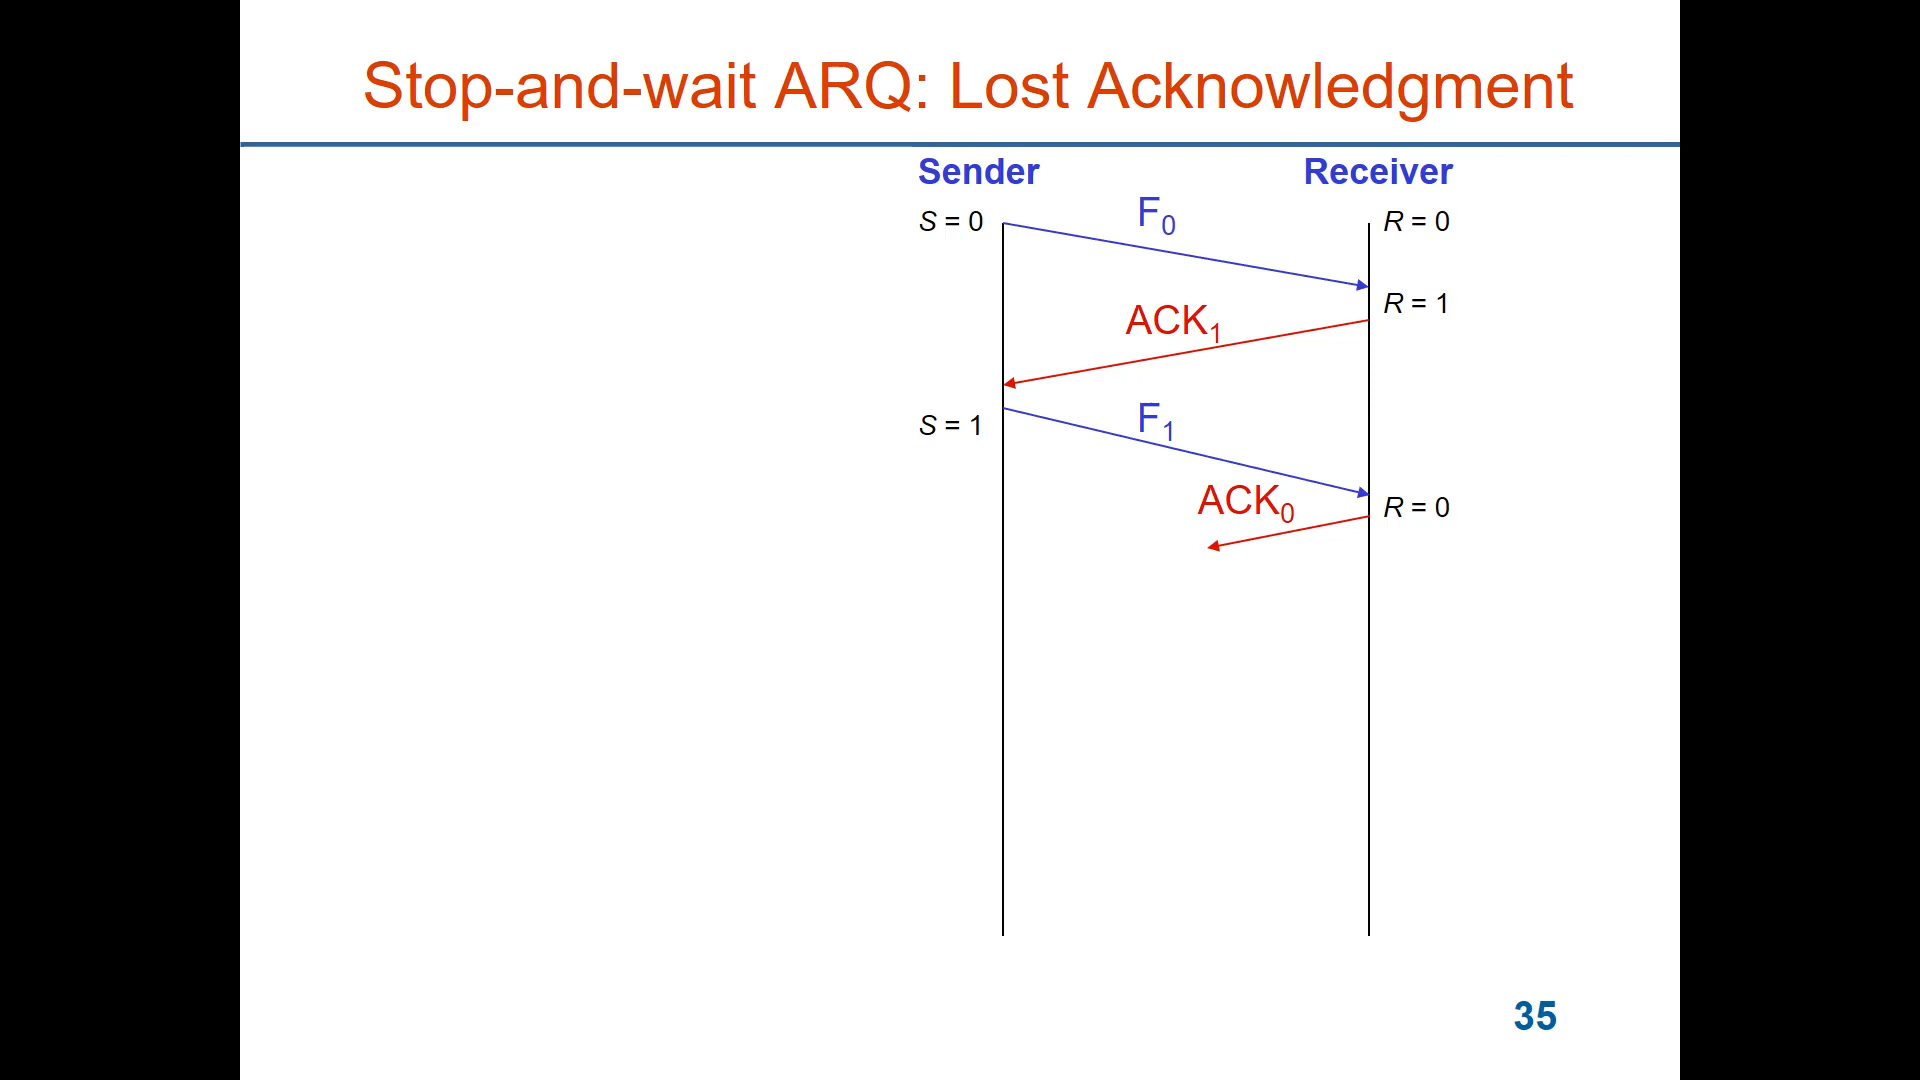 Stop-and-wait ARQ: Lost Acknowledgment
Sender Receiver
S = 0 F0 R = 0
R = 1
ACK1
S = 1 F1
ACK0 R = 0
35